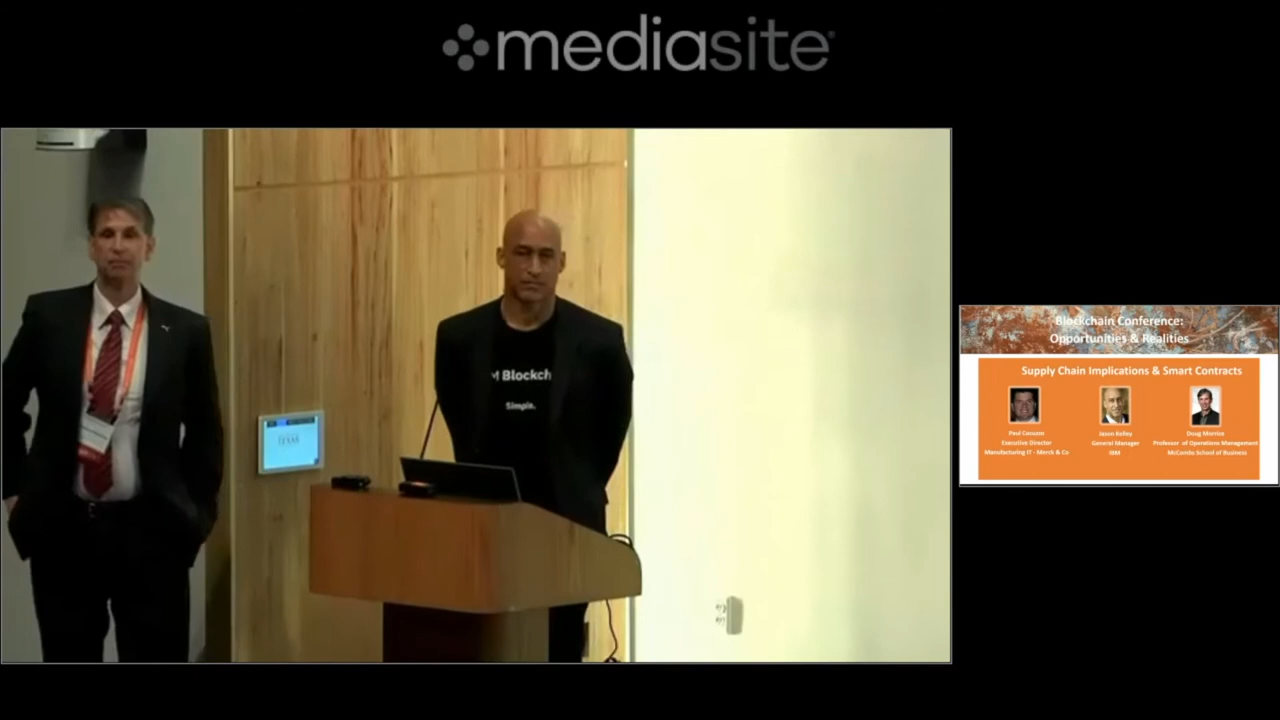 mediasite
Blockchain Conference:
Opportunities & Realities
Supply Chain Implications & Smart Contracts
Paul
Jason Kelley
Doug Morrice
Executive Director
General Manager
Professor of Operations Management
Manufacturing IT - Merck & Co
IBM
McCombs School of Business
M Blockch
Simple.
TEXAS